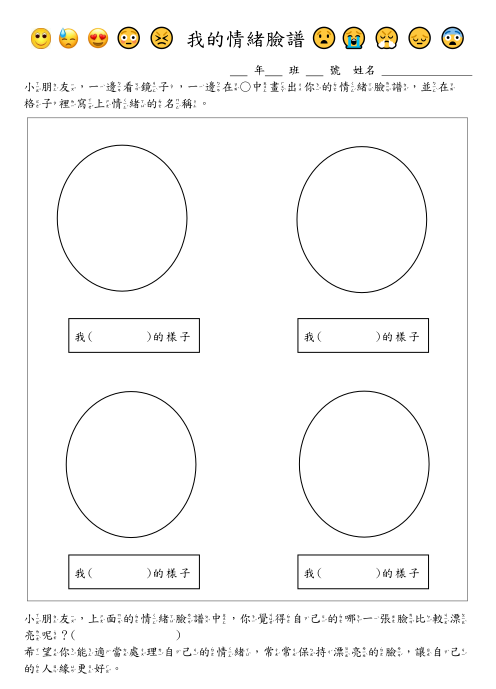 我的情緒臉譜
___ 年___ 班 ___ 號 姓名 _______________
小朋友，一邊看鏡子，一邊在○中畫出你的情緒臉譜，並在
格子裡寫上情緒的名稱。
我(　　　　)的樣子 我(　　　　)的樣子
我(　　　　)的樣子 我(　　　　)的樣子
小朋友，上面的情緒臉譜中，你覺得自己的哪一張臉比較漂
亮呢？(　　　　　　　)
希望你能適當處理自己的情緒，常常保持漂亮的臉，讓自己
的人緣更好。